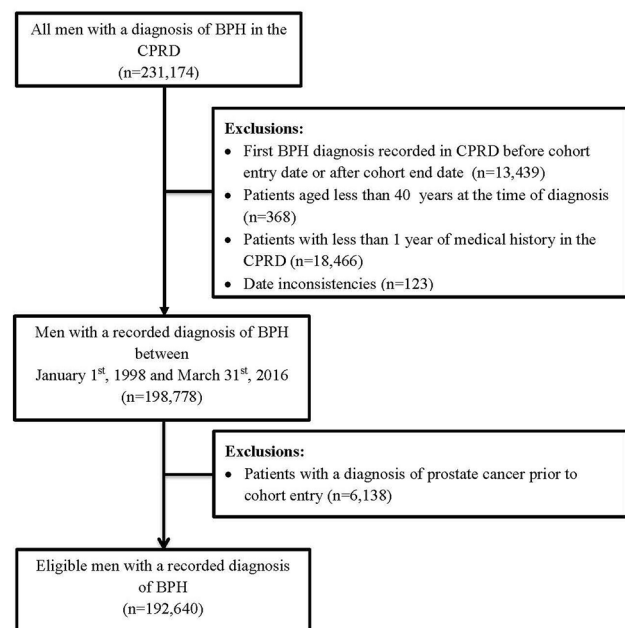 All men with a diagnosis of BPH in the
CPRD
(n=231,174)
Exclusions:
• First BPH diagnosis recorded in CPRD before cohort
entry date or after cohort end date (n=13,439)
• Patients aged less than 40 years at the time of diagnosis
(n=368)
• Patients with less than 1 year of medical history in the
CPRD (n=18,466)
• Date inconsistencies (n=123)
Men with a recorded diagnosis of BPH
between
January 1st, 1998 and March 31st, 2016
(n=198,778)
Exclusions:
• Patients with a diagnosis of prostate cancer prior to
cohort entry (n=6,138)
Eligible men with a recorded diagnosis
of BPH
(n=192,640)